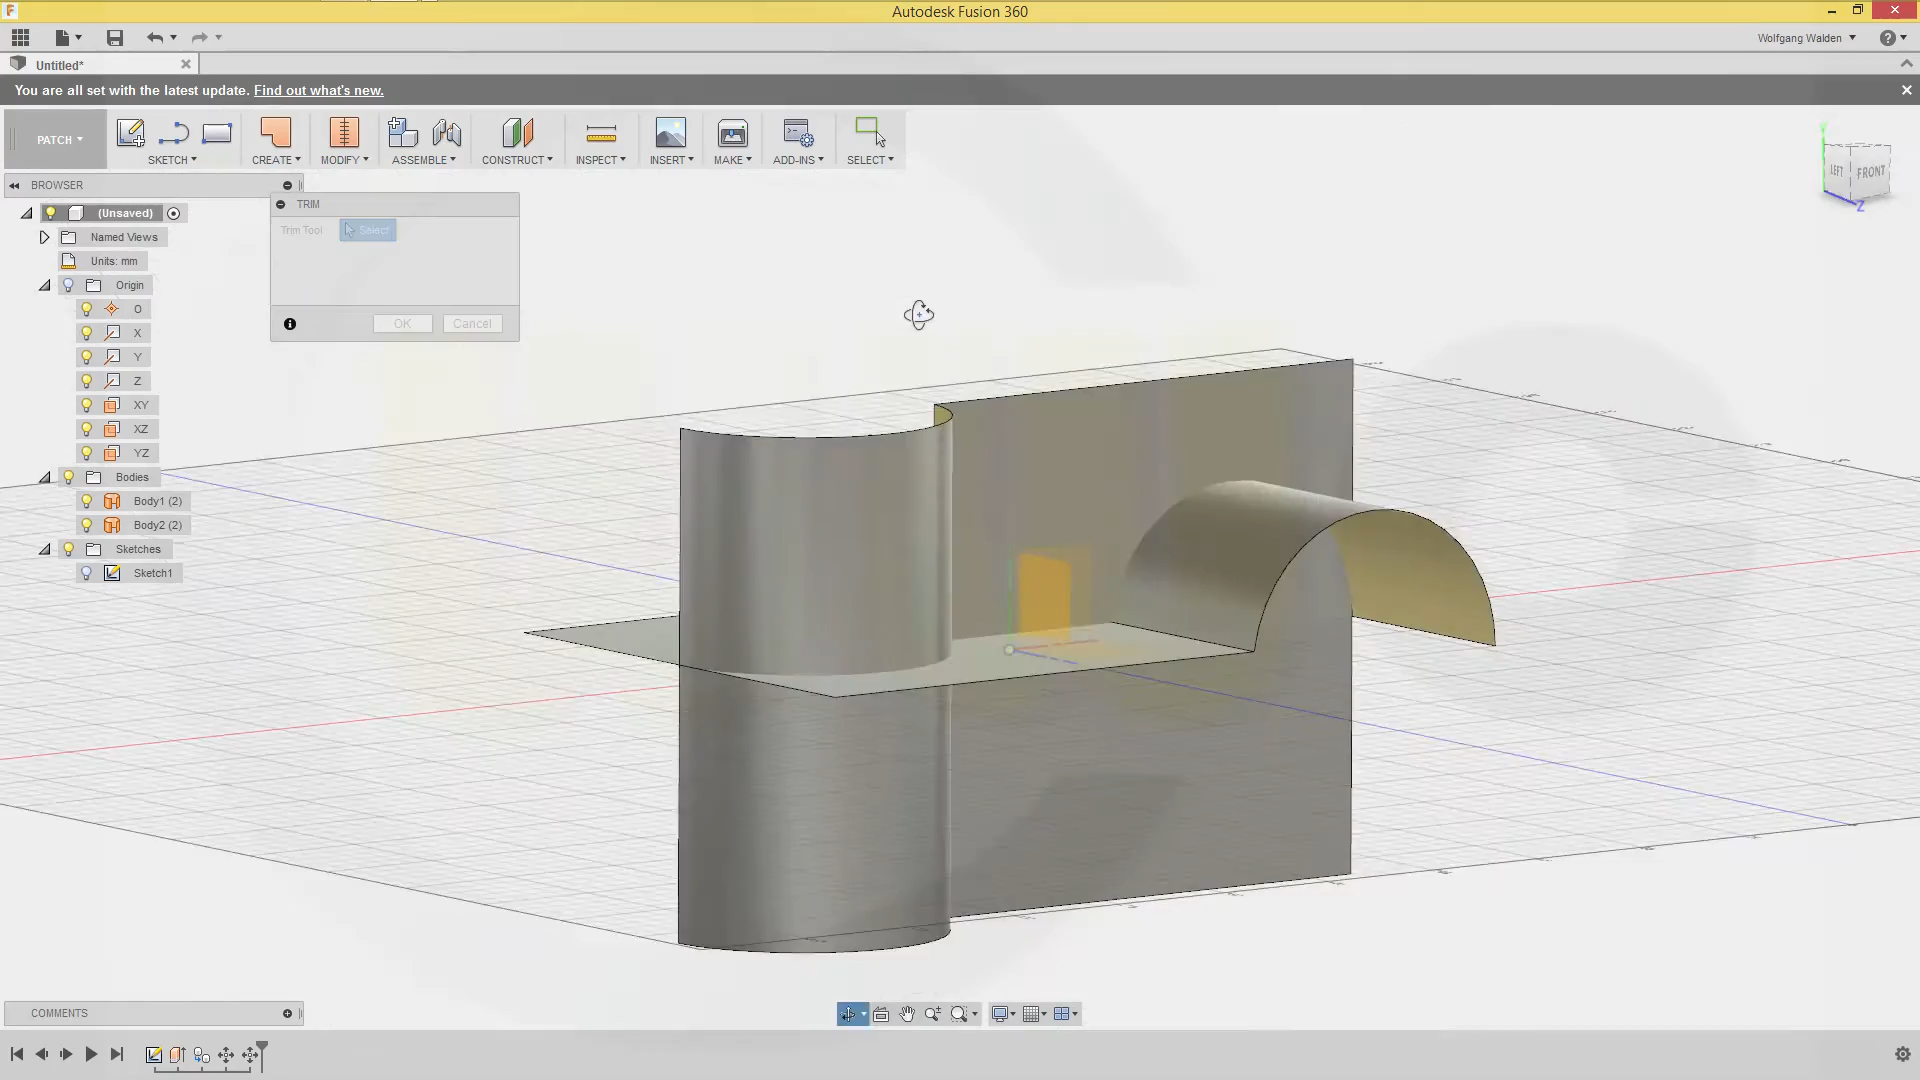 Autodesk Fusion 360
Wolfgang Walden
Untitled*
You are all set with the latest update. Find out what's new.
PATCH
SKETCH
CREATE
MODIFY
ASSEMBLE
CONSTRUCT
INSPECT
INSERT
MAKE
ADD-INS
SELECT
LEFT
FRONT
Z
BROWSER
(Unsaved)
Named Views
Units: mm
Origin
O
X
Y
Z
XY
XZ
YZ
Bodies
Body1 (2)
Body2 (2)
Sketches
Sketch1
TRIM
Trim Tool
Select
OK
Cancel
COMMENTS